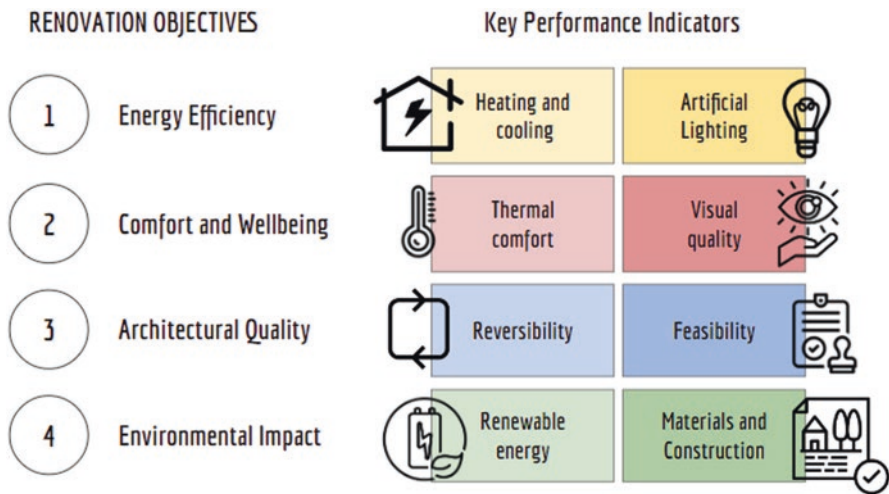 RENOVATION OBJECTIVES
Key Performance Indicators
1
Energy Efficiency
Heating and
cooling
Artificial
Lighting
2
Comfort and Wellbeing
Thermal
comfort
Visual
quality
3
Architectural Quality
Reversibility
Feasibility
4
Environmental Impact
Renewable
energy
Materials and
Construction